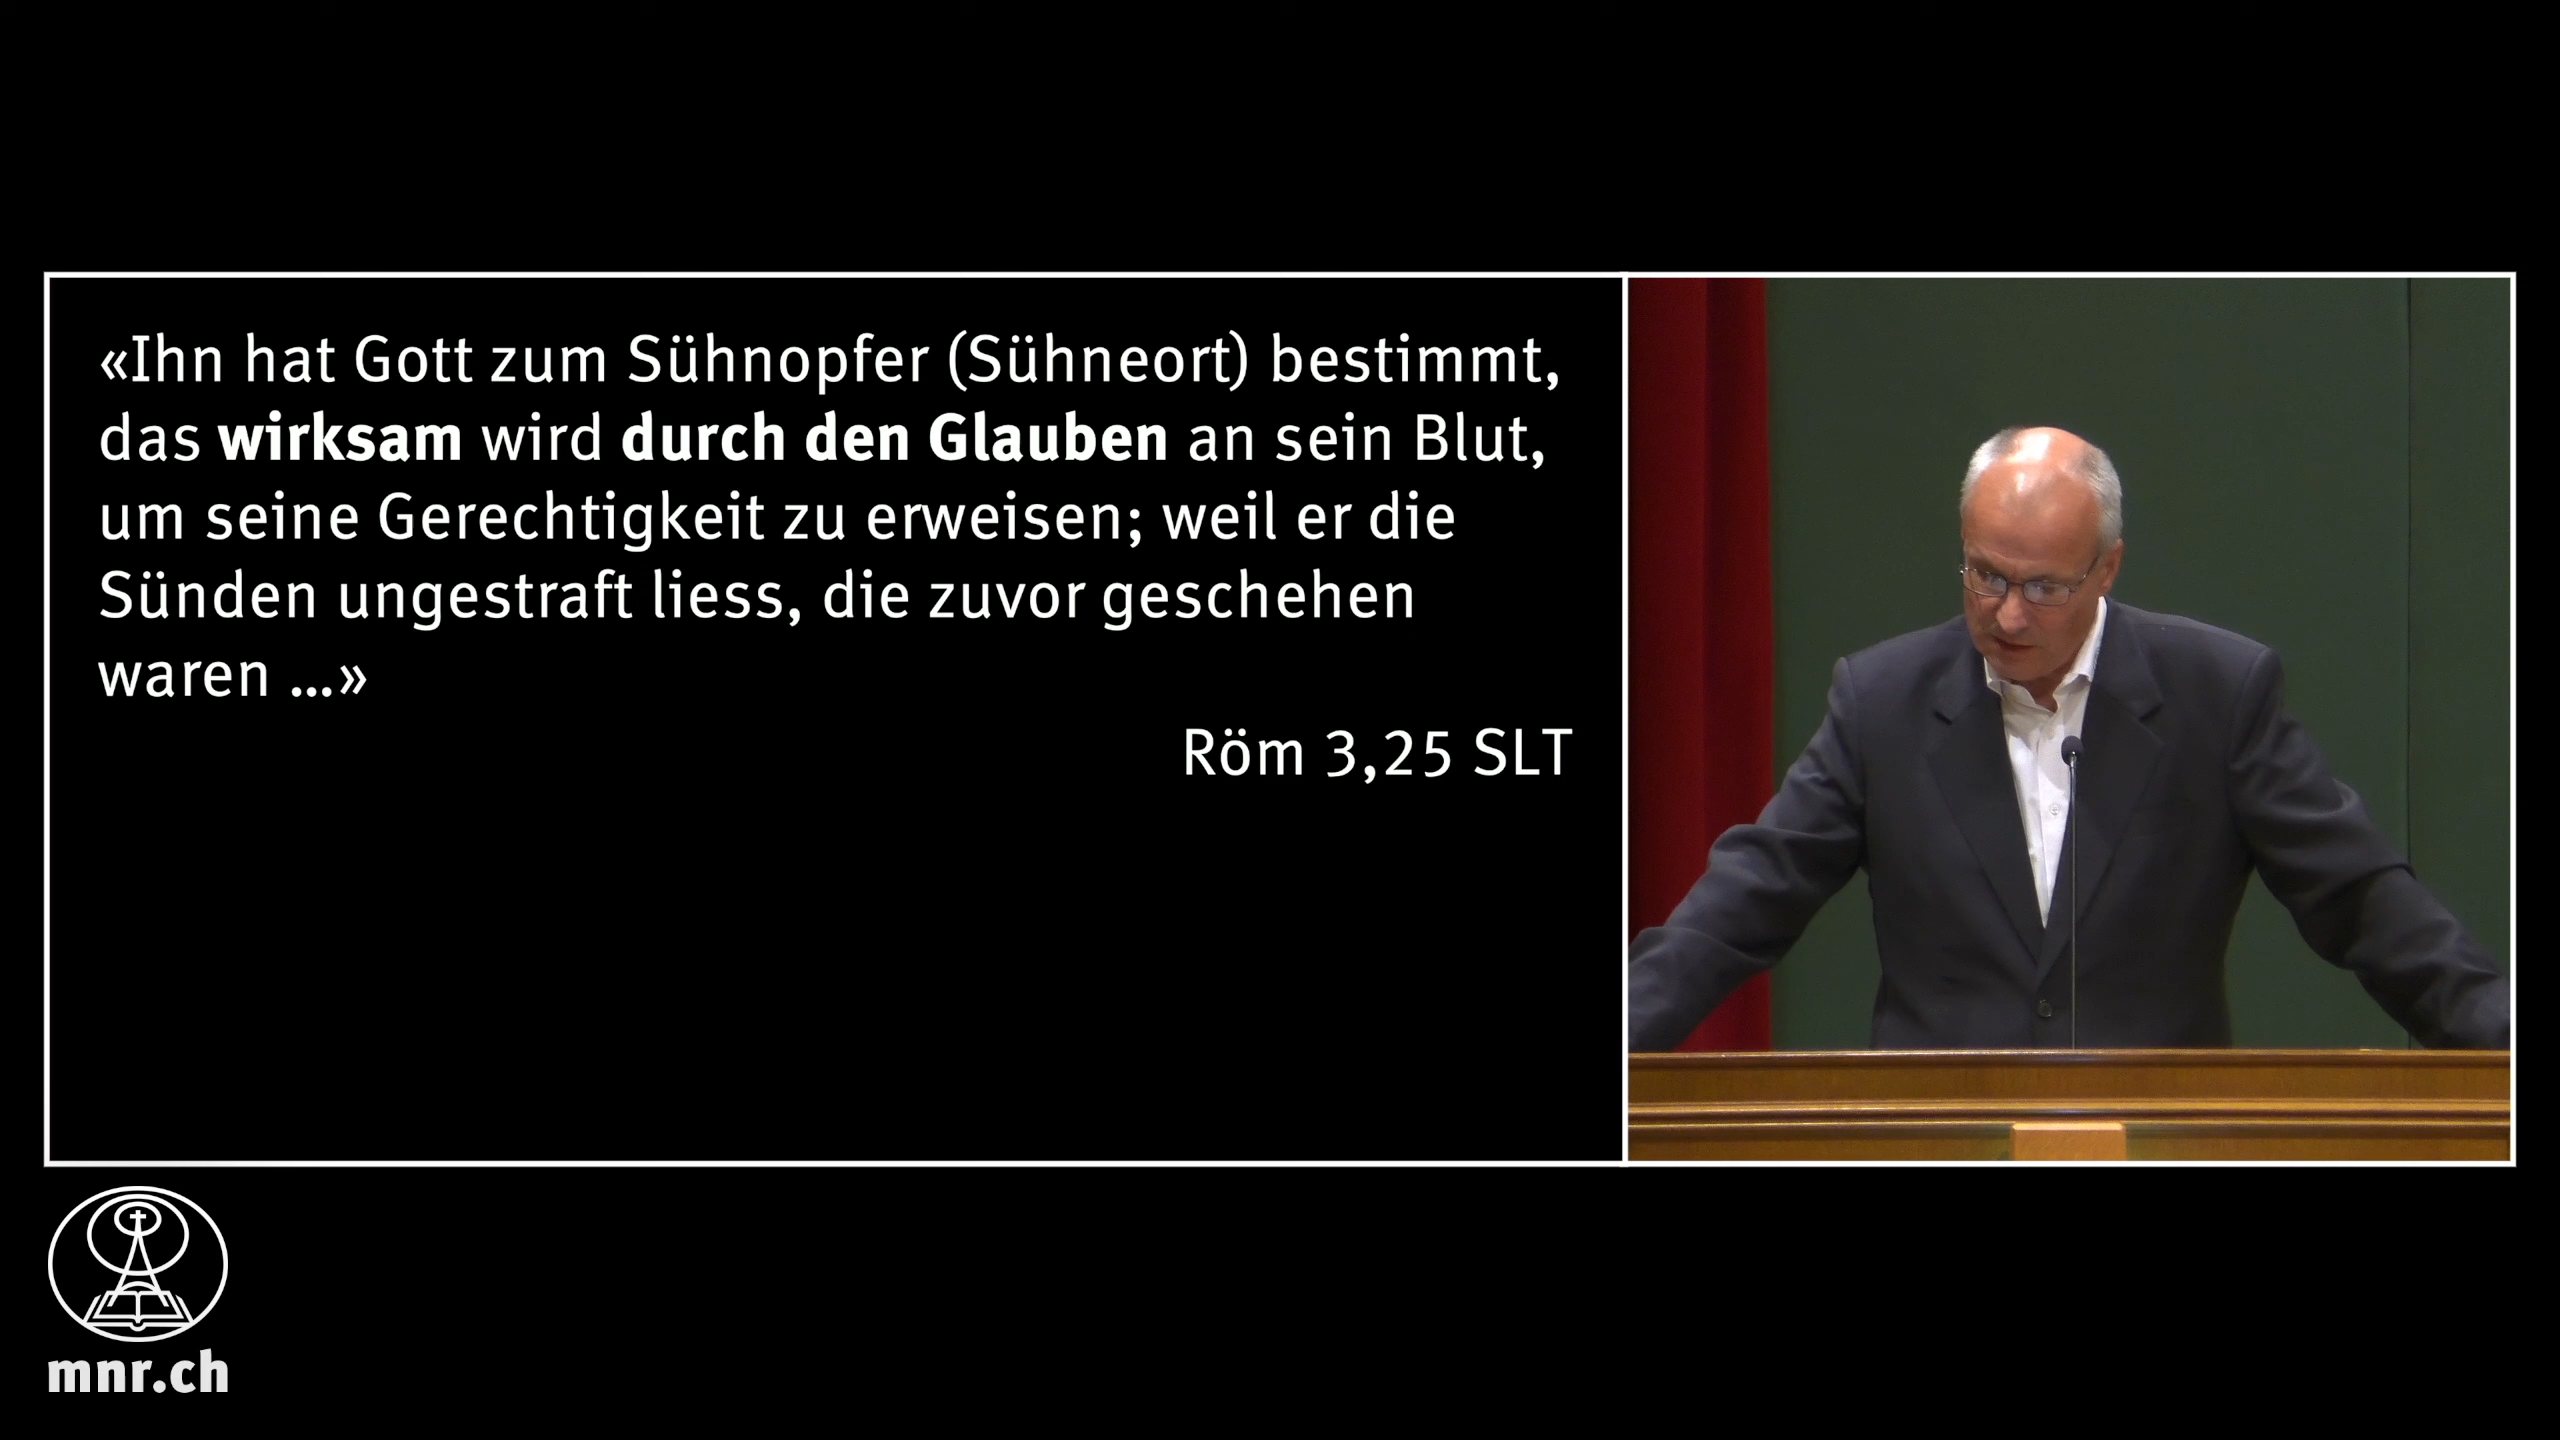 «Ihn hat Gott zum Sühnopfer (Sühneort) bestimmt,
das wirksam wird durch den Glauben an sein Blut,
um seine Gerechtigkeit zu erweisen; weil er die
Sünden ungestraft liess, die zuvor geschehen
waren ...»
Röm 3,25 SLT
mnr.ch